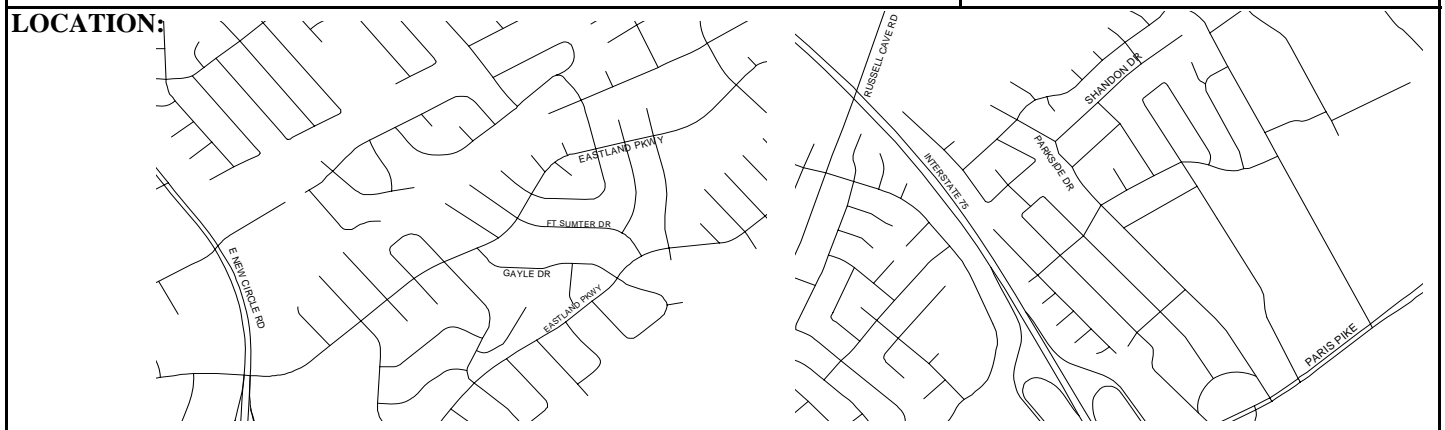 LOCATION:
EASTLAND PKWY
FT SUMTER DR
E NEW CIRCLE RD
GAYLE DR
EASTLAND PKWY
RUSSELL CAVE RD
SHANDON DR
INTERSTATE 75
PARKSIDE DR
PARIS PIKE